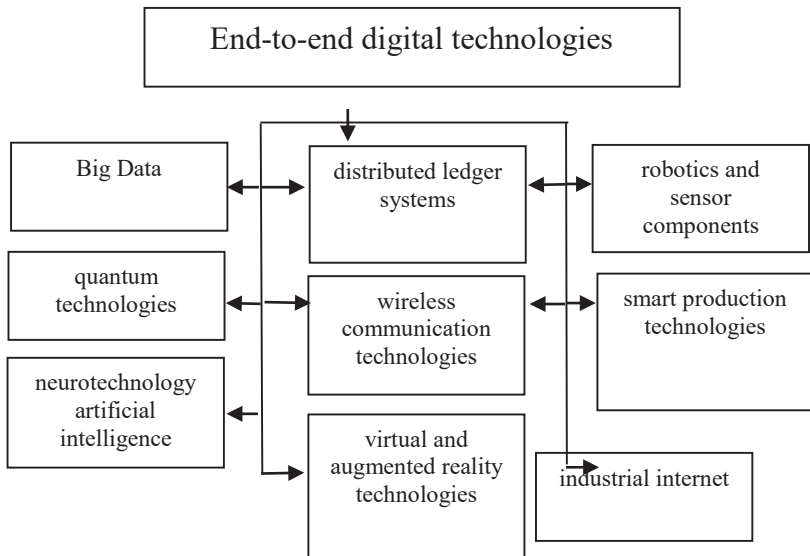 End-to-end digital technologies
Big Data
distributed ledger
systems
robotics and
sensor
components
quantum
technologies
wireless
communication
technologies
smart production
technologies
neurotechnology
artificial
intelligence
virtual and
augmented reality
technologies
industrial internet